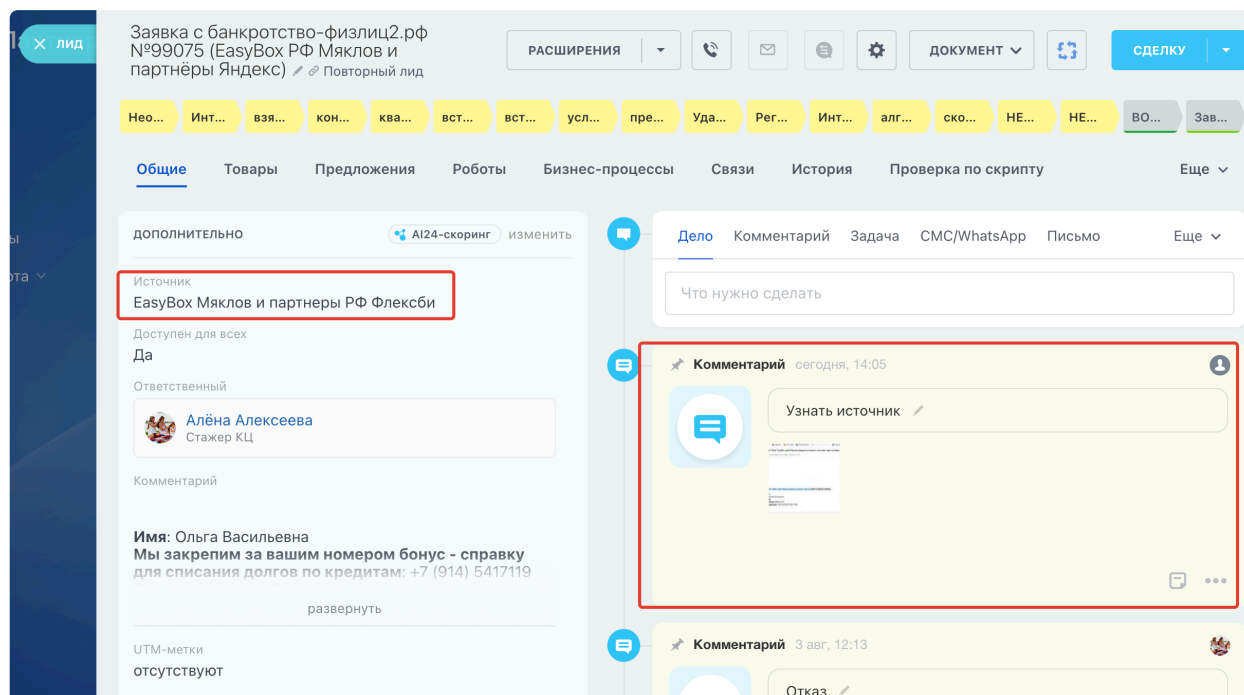 ЛИД
Заявка с банкротство-физлиц2.рф
№99075 (EasyBox РФ Мяклов и
партнёры Яндекс)
Повторный лид
РАСШИРЕНИЯ
ДОКУМЕНТ
СДЕЛКУ
Нео...
Инт...
взя...
кон...
ква...
вст...
вст...
усл...
пре...
Уда...
Рег...
Инт...
алг...
ско...
НЕ...
НЕ...
ВО...
Зав...
Общие
Товары
Предложения
Роботы
Бизнес-процессы
Связи
История
Проверка по скрипту
Еще
ДОПОЛНИТЕЛЬНО
AI24-скоринг
изменить
Источник
EasyBox Мяклов и партнеры РФ Флексби
Доступен для всех
Да
Ответственный
Алёна Алексеева
Стажер КЦ
Комментарий
Имя: Ольга Васильевна
Мы закрепим за вашим номером бонус - справку
для списания долгов по кредитам: +7 (914) 5417119
развернуть
UTM-метки
отсутствуют
Дело
Комментарий
Задача
СМС/WhatsApp
Письмо
Еще
Что нужно сделать
Комментарий сегодня, 14:05
Узнать источник
Комментарий 3 авг, 12:13
Отказ